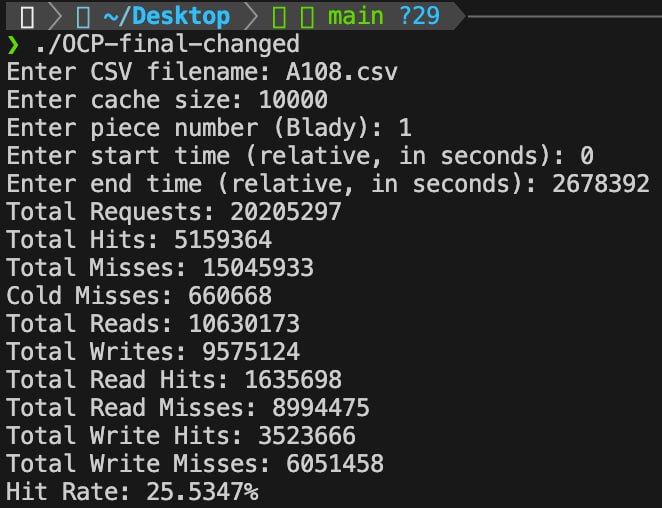 ~/Desktop main ?29
❯ ./OCP-final-changed
Enter CSV filename: A108.csv
Enter cache size: 10000
Enter piece number (Blady): 1
Enter start time (relative, in seconds): 0
Enter end time (relative, in seconds): 2678392
Total Requests: 20205297
Total Hits: 5159364
Total Misses: 15045933
Cold Misses: 660668
Total Reads: 10630173
Total Writes: 9575124
Total Read Hits: 1635698
Total Read Misses: 8994475
Total Write Hits: 3523666
Total Write Misses: 6051458
Hit Rate: 25.5347%